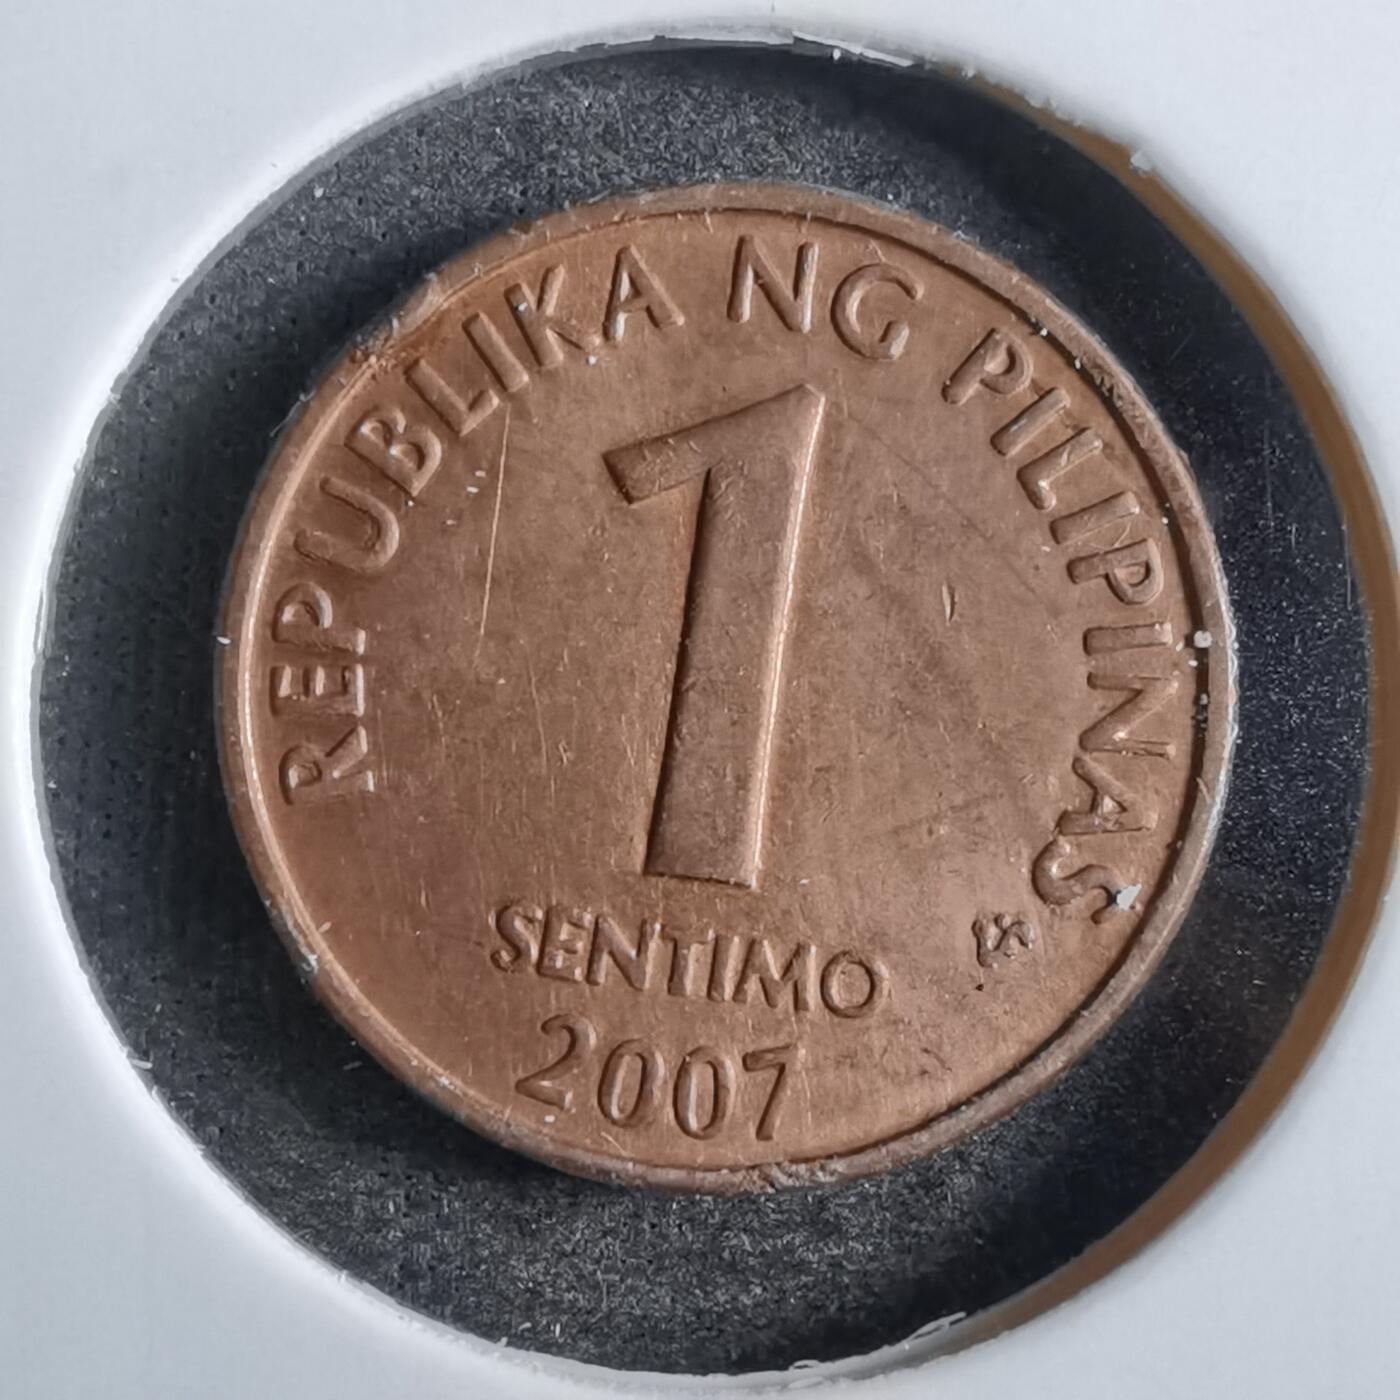 REPUBLIKA NG PILIPINAS
1
SENTIMO
2007